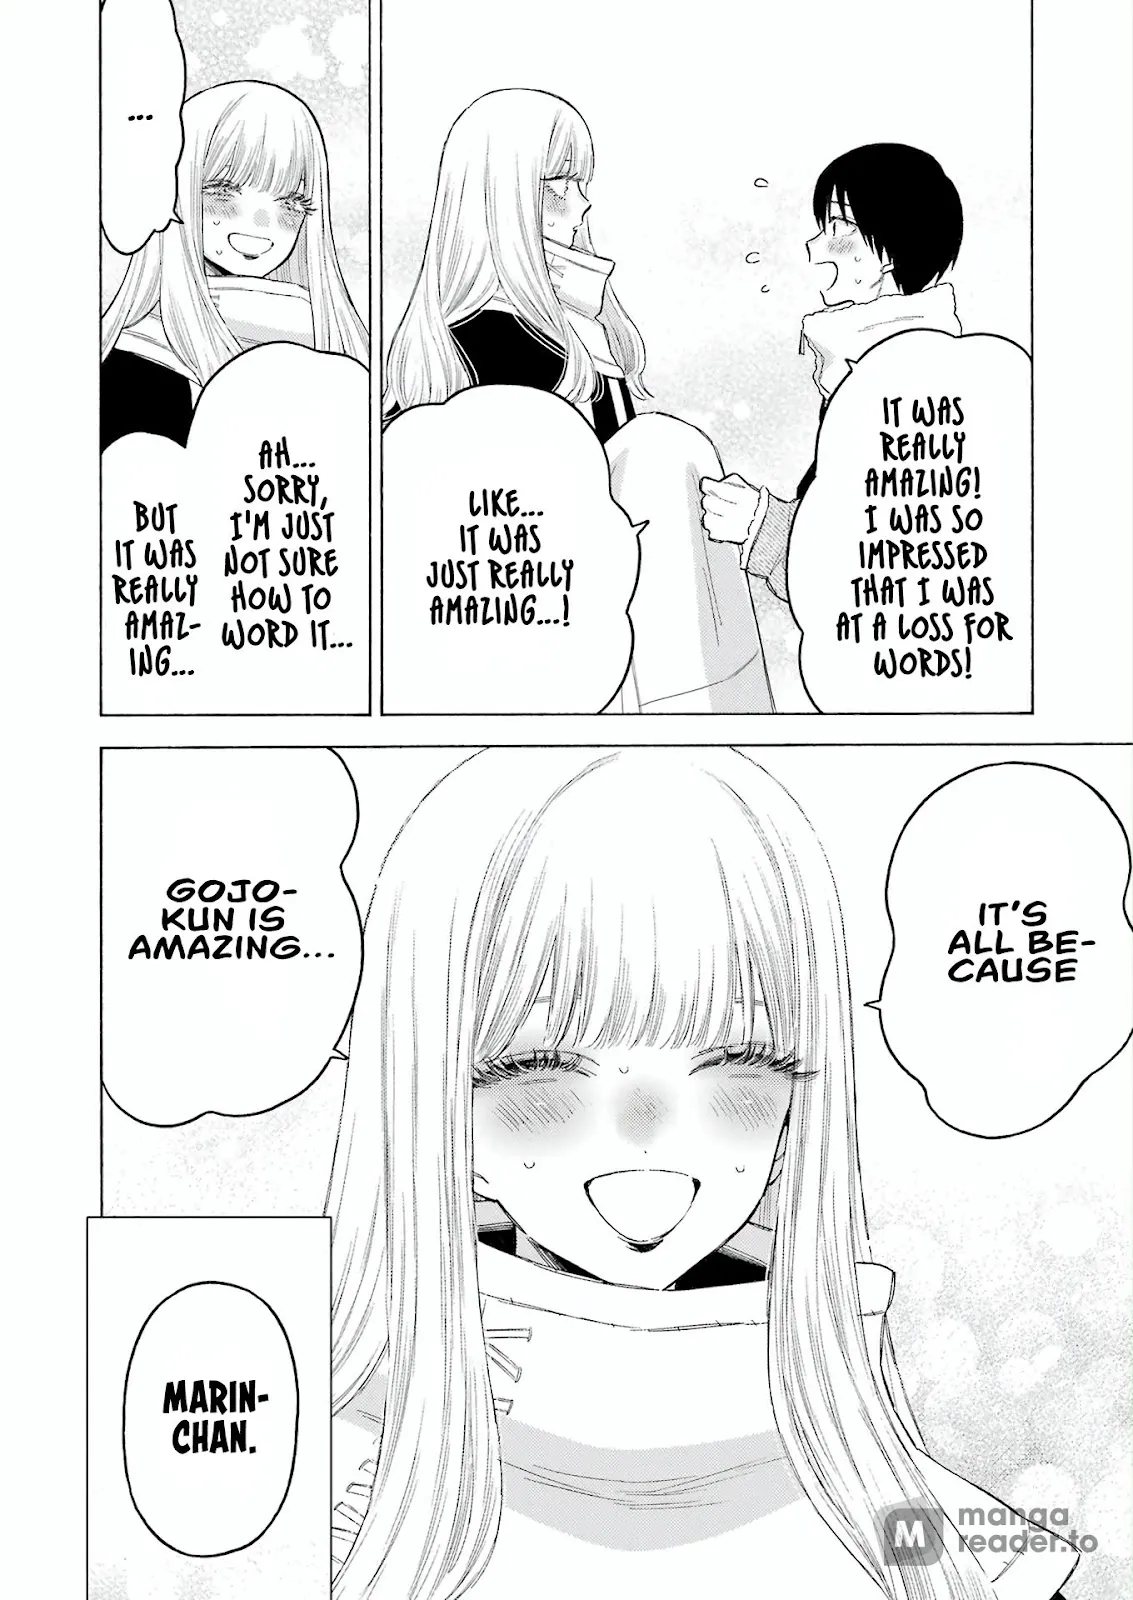 IT WAS
REALLY
AMAZING!
I WAS SO
IMPRESSED
THAT I WAS
AT A LOSS FOR
WORDS!
LIKE...
IT WAS
JUST REALLY
AMAZING...!
AH...
SORRY,
I'M JUST
NOT SURE
HOW TO
WORD IT...
BUT
IT WAS
REALLY
AMAZ-
ING...
...
IT'S
ALL BE-
CAUSE
GOJO-
KUN IS
AMAZING...
MARIN-
CHAN.
M manga
reader.to